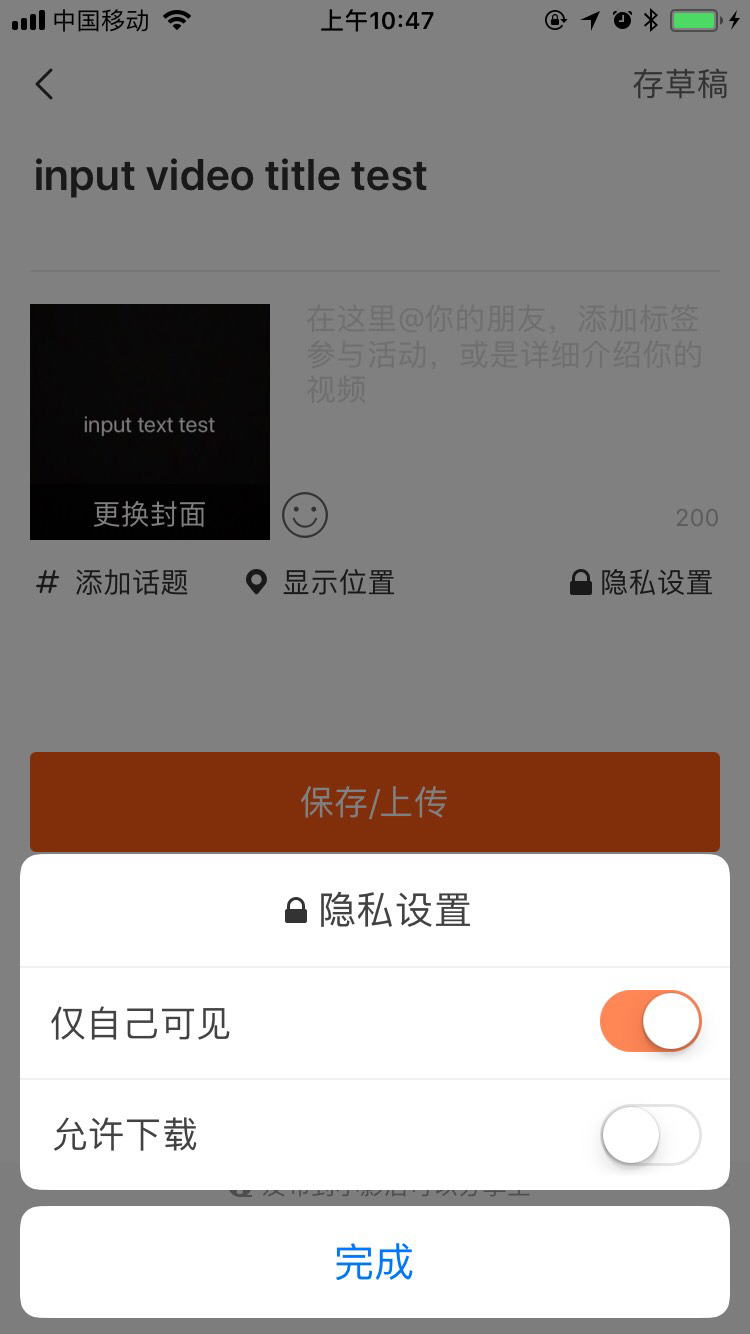 中国移动 上午10:47
存草稿
input video title test
在这里@你的朋友，添加标签
参与活动，或是详细介绍你的
视频
input text test
更换封面
200
# 添加话题 显示位置 隐私设置
保存/上传
隐私设置
仅自己可见
允许下载
完成